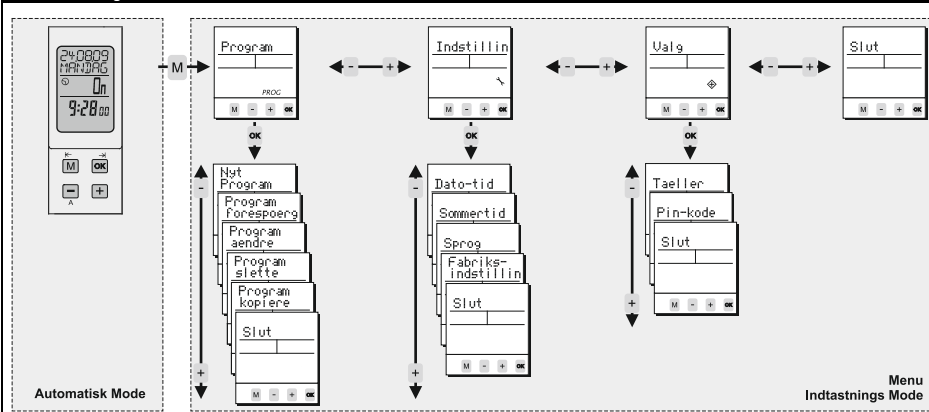 24.08.09
MANDAG
On
9:28 00
M OK
- +
A
Automatisk Mode
M
Program
PROG
M - + OK
- +
Indstillin
M - + OK
- +
Valg
M - + OK
- +
Slut
M - + OK
OK
OK
OK
-
+
Nyt
Program
Program
forespoerg
Program
aendre
Program
slette
Program
kopiere
Slut
M - + OK
-
+
Dato-tid
Sommertid
Sprog
Fabriks-
indstillin
Slut
M - + OK
-
+
Taeller
Pin-kode
Slut
M - + OK
Menu
Indtastnings Mode